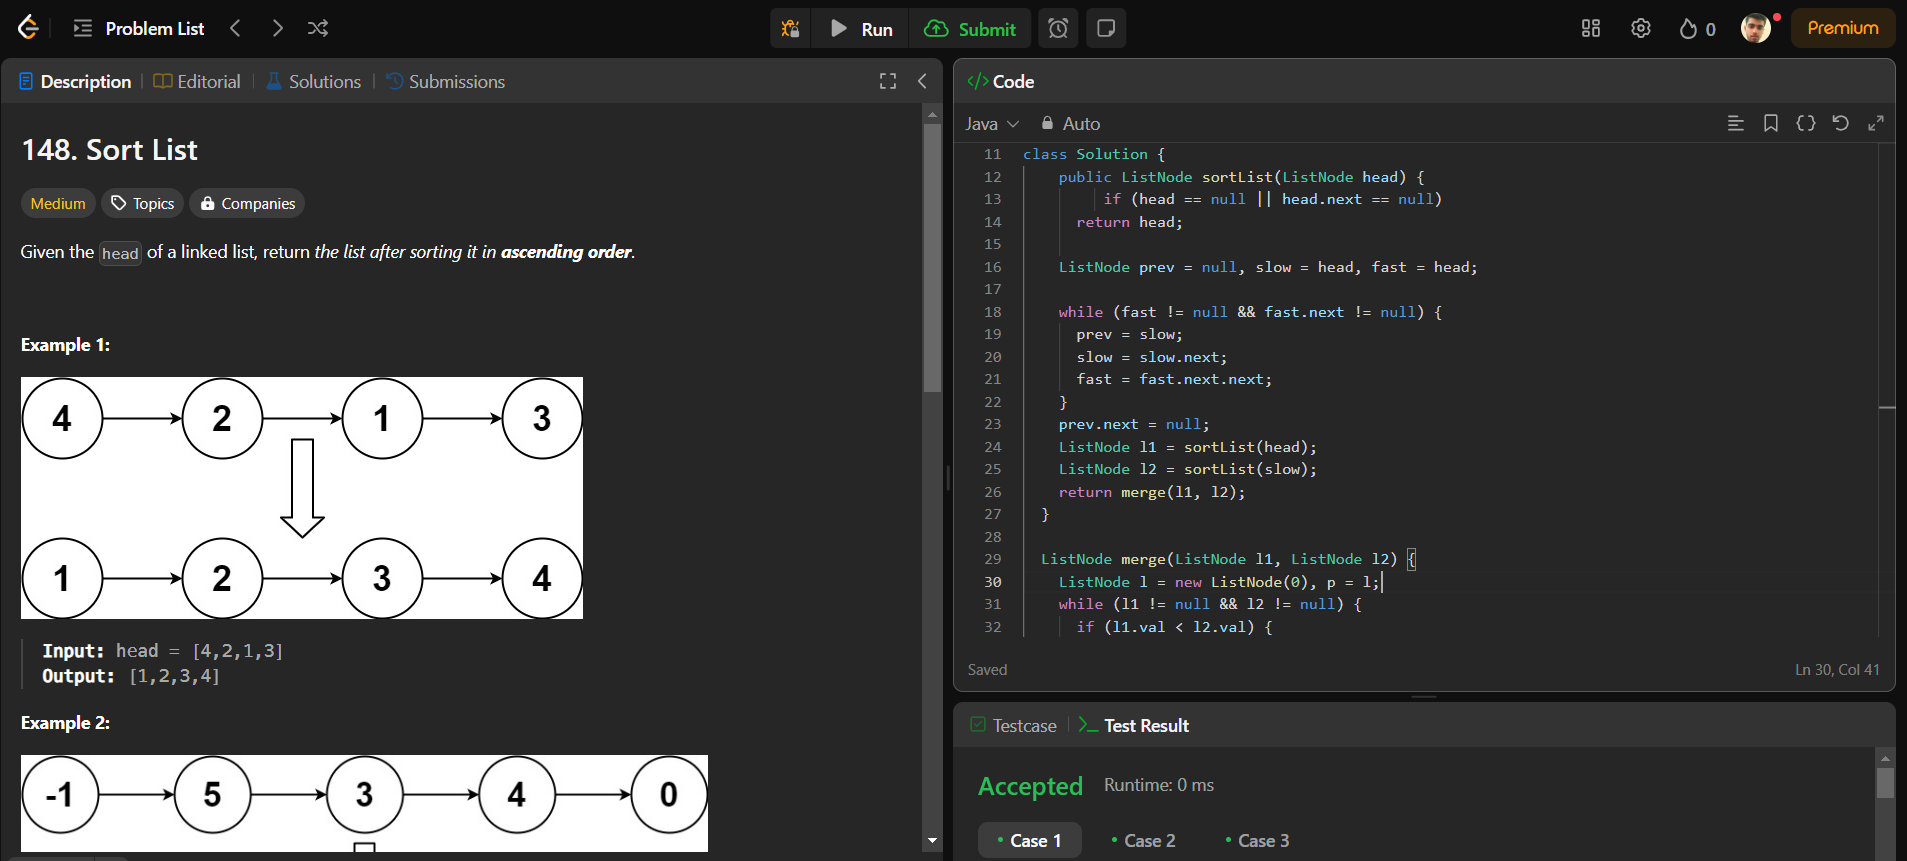 Problem List
Run
Submit
0
Premium
Description
Editorial
Solutions
Submissions
148. Sort List
Medium
Topics
Companies
Given the head of a linked list, return the list after sorting it in ascending order.
Example 1:
4 2 1 3
1 2 3 4
Input: head = [4,2,1,3]
Output: [1,2,3,4]
Example 2:
-1 5 3 4 0
</> Code
Java
Auto
11 class Solution {
12 public ListNode sortList(ListNode head) {
13 if (head == null || head.next == null)
14 return head;
15
16 ListNode prev = null, slow = head, fast = head;
17
18 while (fast != null && fast.next != null) {
19 prev = slow;
20 slow = slow.next;
21 fast = fast.next.next;
22 }
23 prev.next = null;
24 ListNode l1 = sortList(head);
25 ListNode l2 = sortList(slow);
26 return merge(l1, l2);
27 }
28
29 ListNode merge(ListNode l1, ListNode l2) {
30 ListNode l = new ListNode(0), p = l;
31 while (l1 != null && l2 != null) {
32 if (l1.val < l2.val) {
Saved
Ln 30, Col 41
Testcase
Test Result
Accepted
Runtime: 0 ms
Case 1
Case 2
Case 3